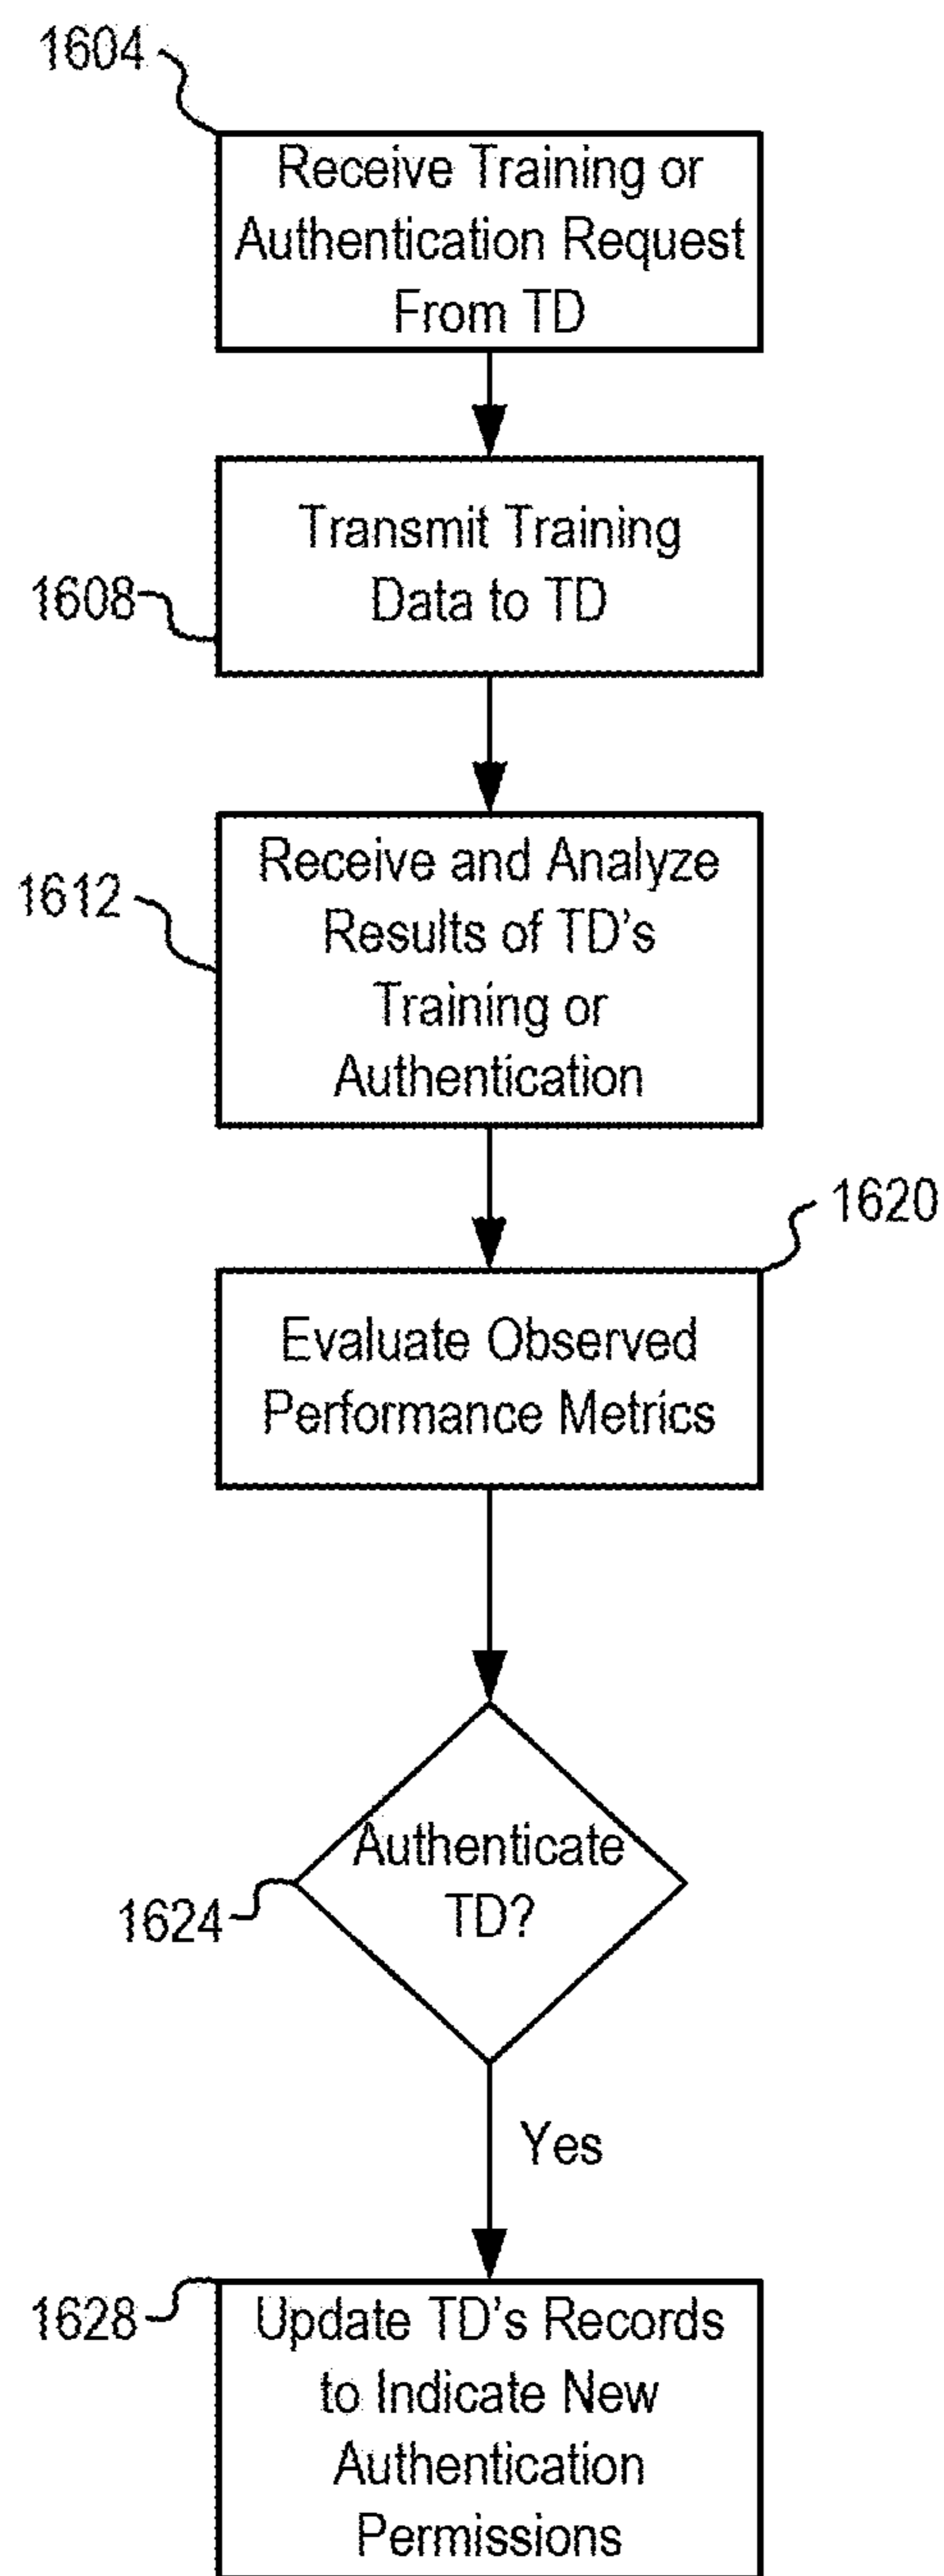 1604
Receive Training or
Authentication Request
From TD
Transmit Training
Data to TD
1608
Receive and Analyze
Results of TD's
Training or
Authentication
1612
1620
Evaluate Observed
Performance Metrics
Authenticate
TD?
1624
Yes
1628
Update TD's Records
to Indicate New
Authentication
Permissions